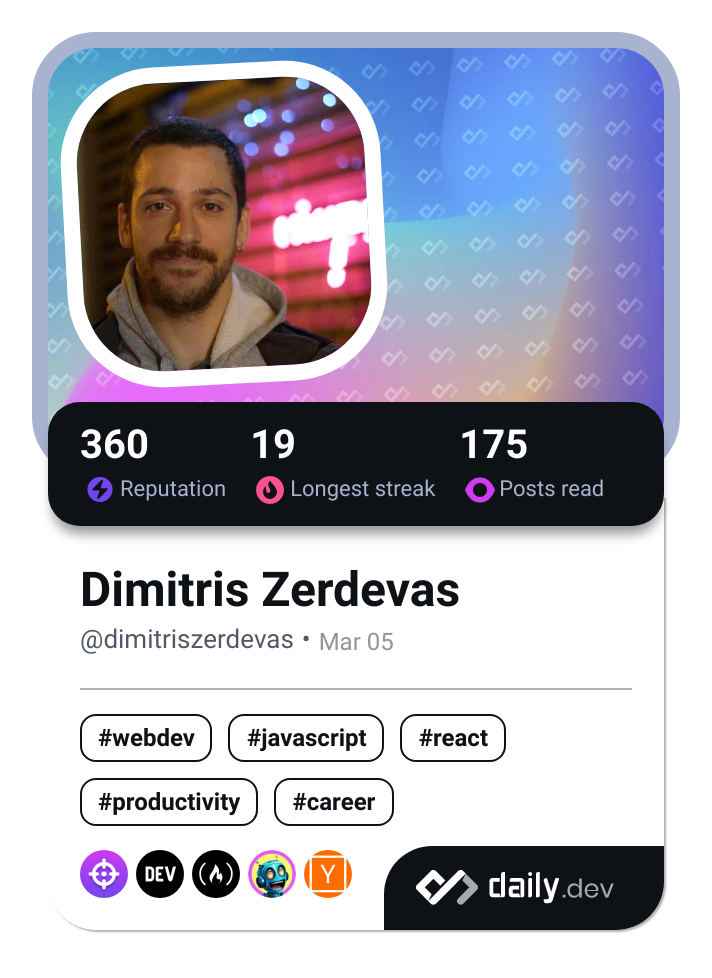 360 19 175
Reputation Longest streak Posts read
Dimitris Zerdevas
@dimitriszerdevas • Mar 05
#webdev #javascript #react
#productivity #career
DEV Y
daily.dev